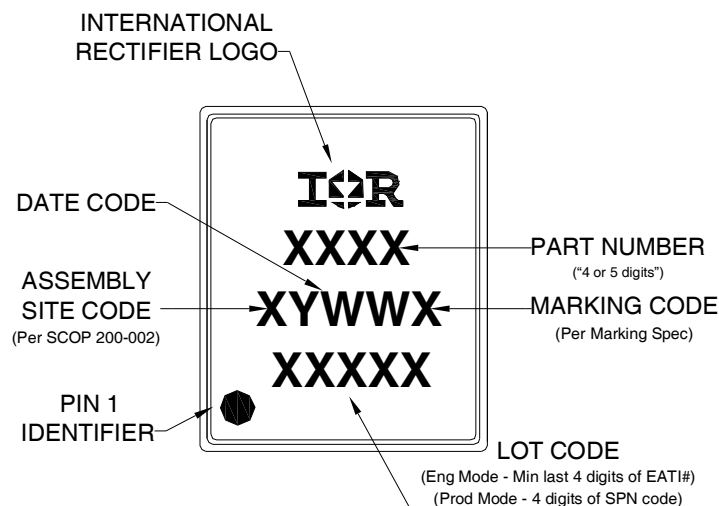 INTERNATIONAL
RECTIFIER LOGO
IOR
DATE CODE
XXXX
PART NUMBER
("4 or 5 digits")
ASSEMBLY
SITE CODE
(Per SCOP 200-002)
XYWWX
MARKING CODE
(Per Marking Spec)
XXXXX
PIN 1
IDENTIFIER
LOT CODE
(Eng Mode - Min last 4 digits of EATI#)
(Prod Mode - 4 digits of SPN code)